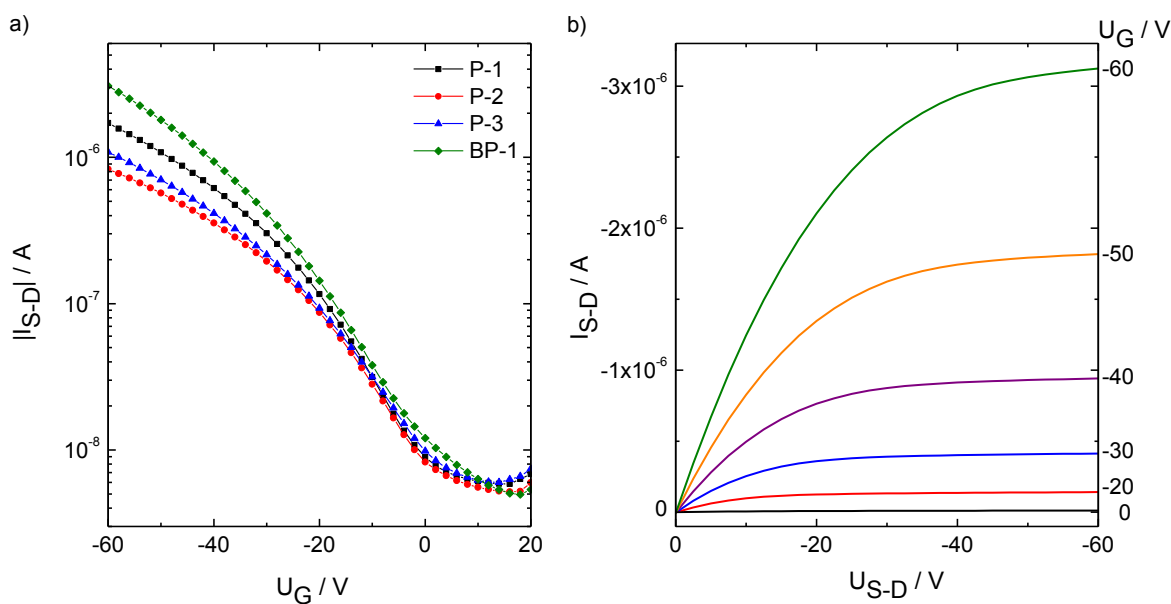 a)
10⁻⁶
10⁻⁷
10⁻⁸
|I_S-D| / A
-60 -40 -20 0 20
U_G / V
P-1
P-2
P-3
BP-1
b)
U_G / V
-3x10⁻⁶
-2x10⁻⁶
-1x10⁻⁶
0
I_S-D / A
0 -20 -40 -60
U_S-D / V
-60
-50
-40
-30
-20
0